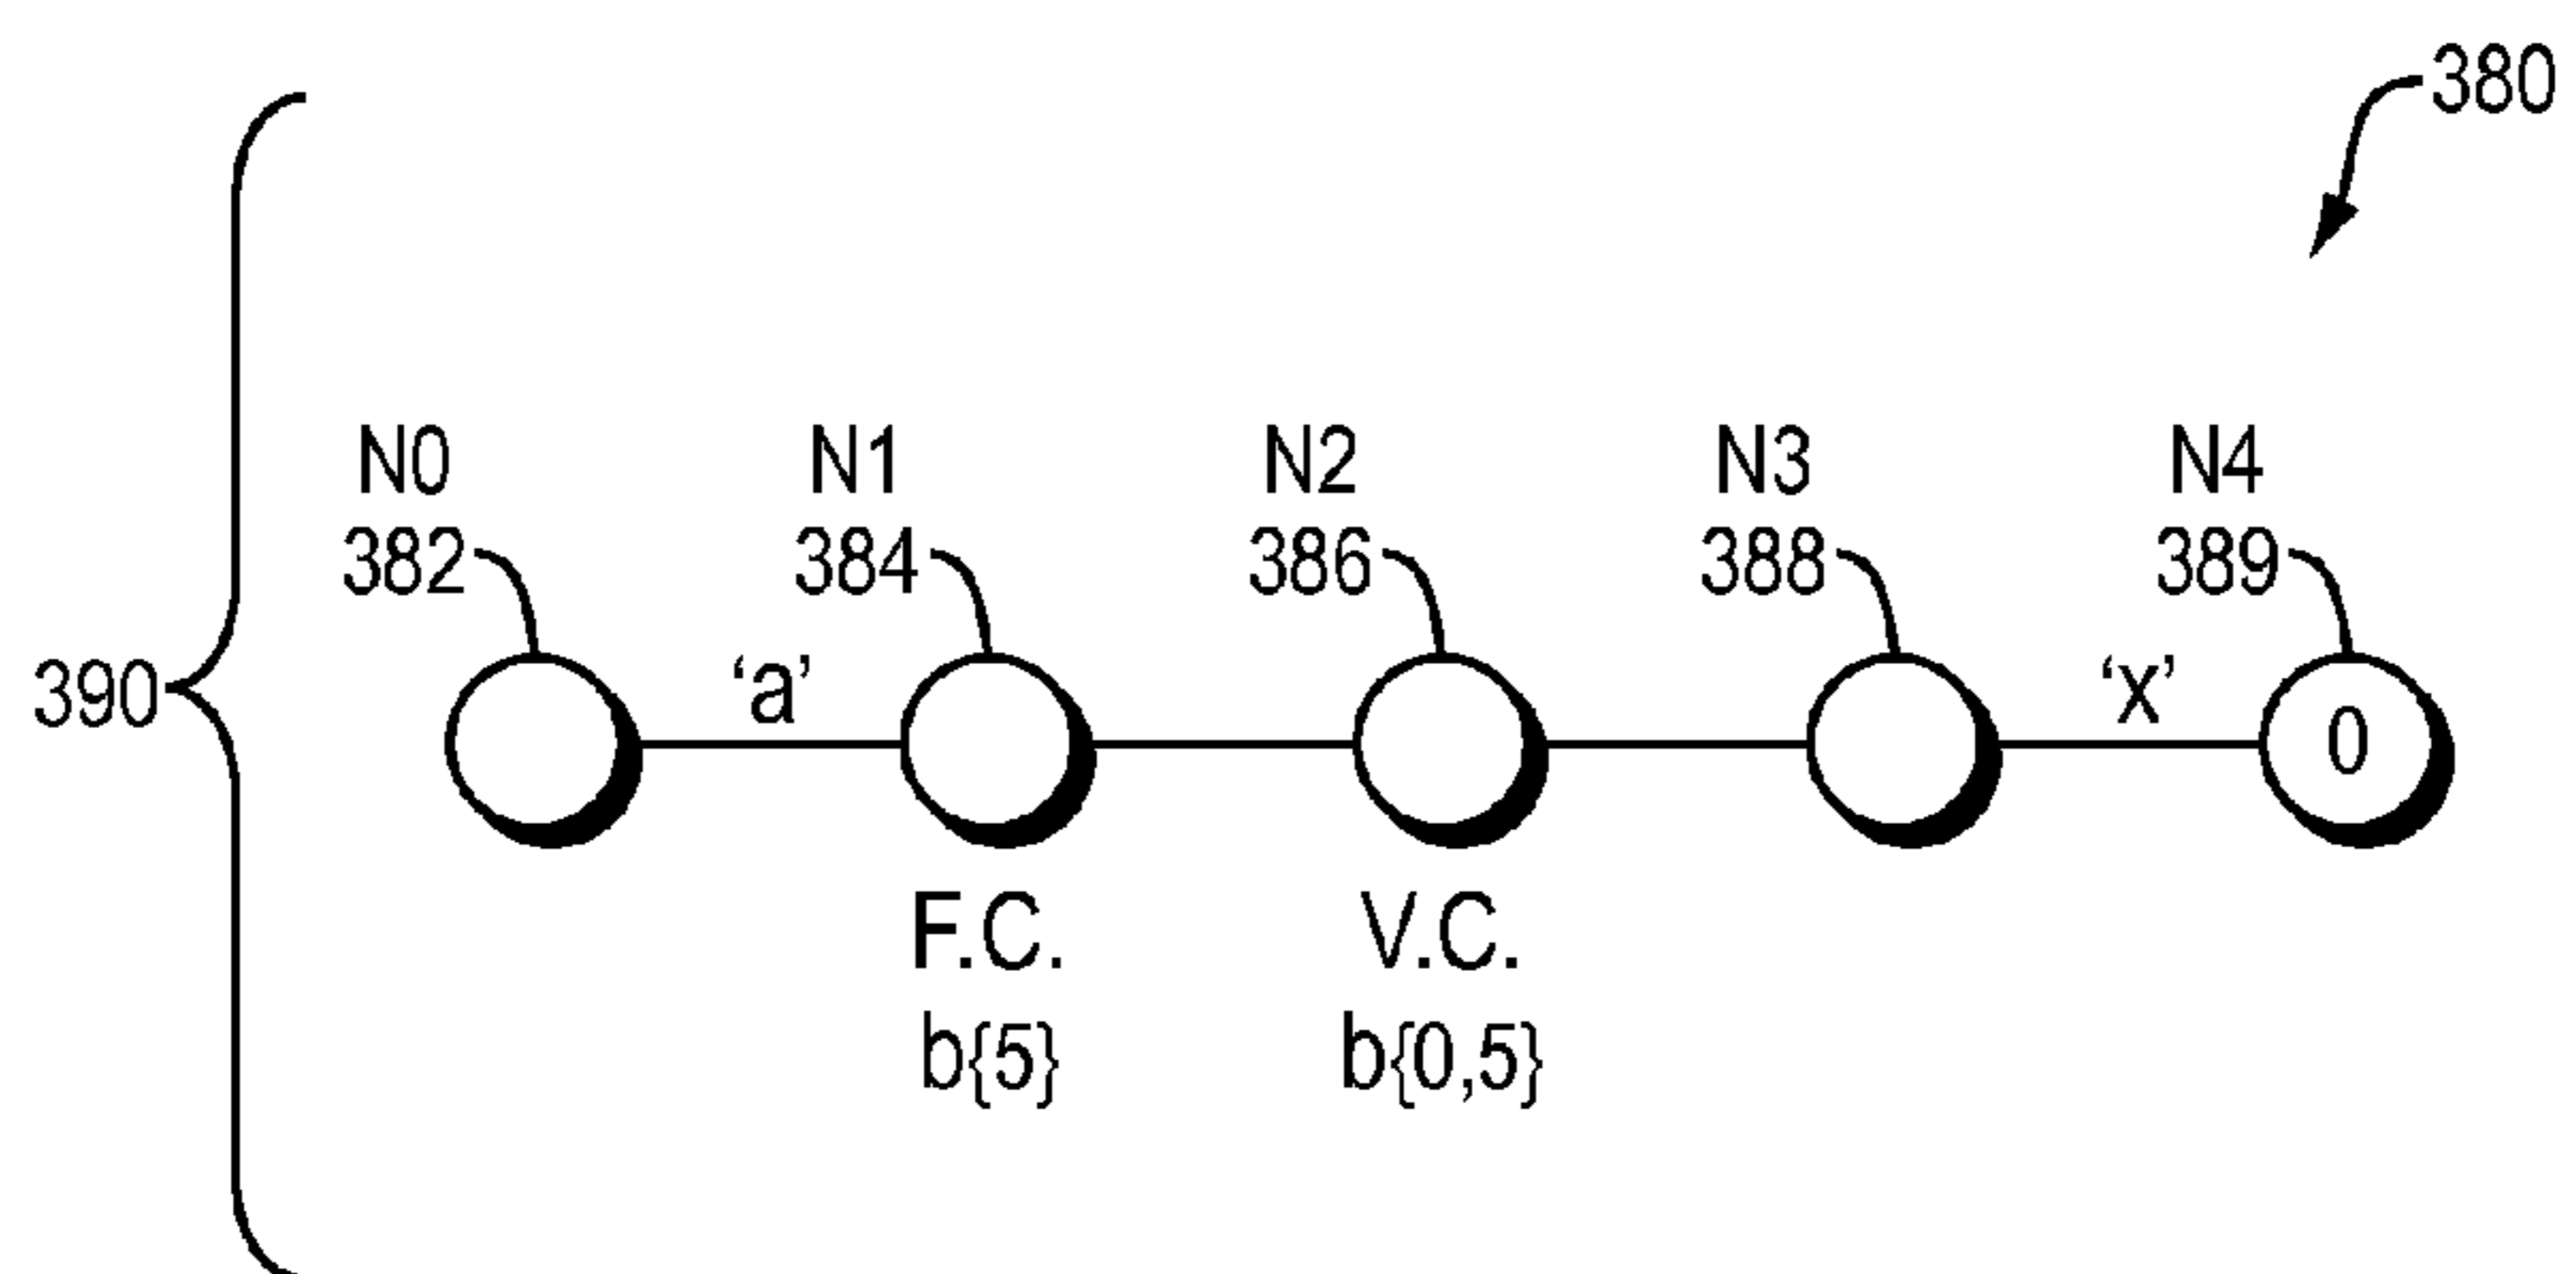 380
N0 N1 N2 N3 N4
382 384 386 388 389
390 ‘a’ ‘x’
0
F.C. V.C.
b{5} b{0,5}